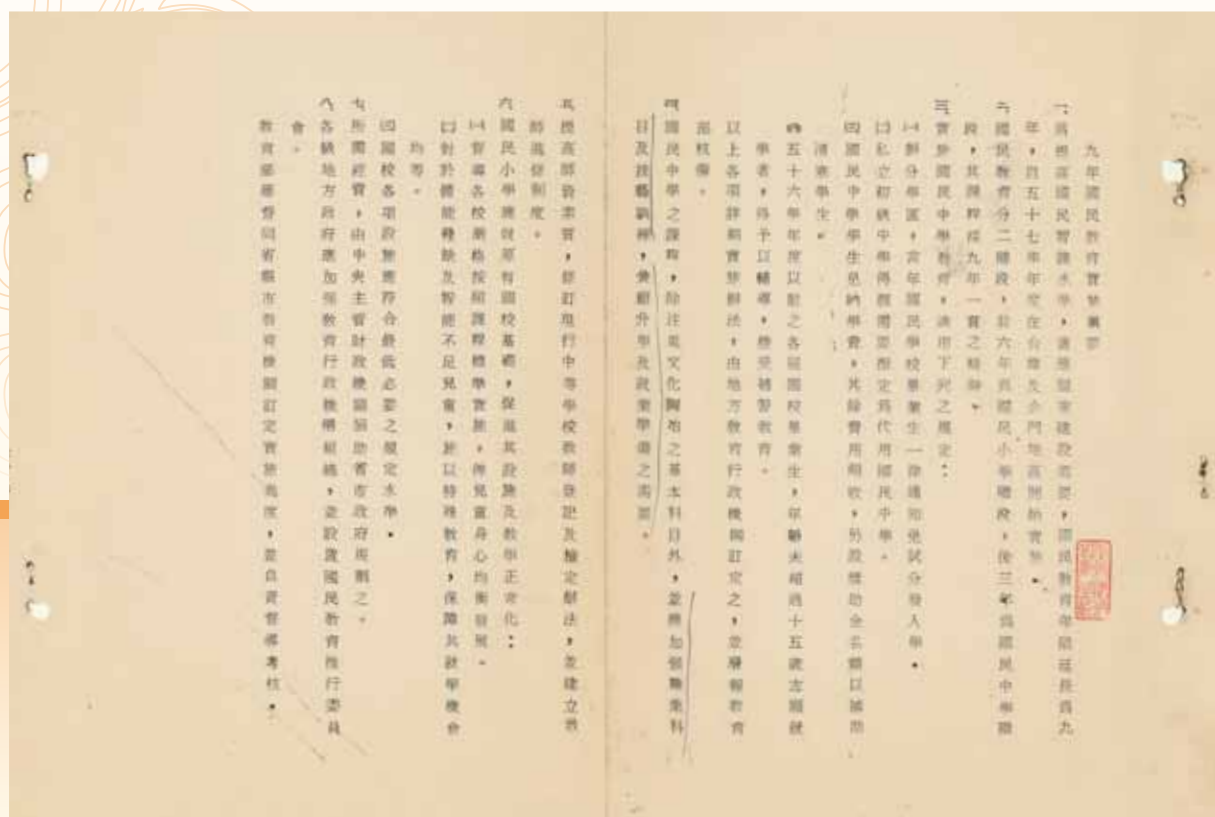 九年國民教育實施綱要
一、為提高國民智識水準,適應國家建設需要,國民教育年限延長為九
年,自五十七學年度在台灣及金門地區開始實施。
二、國民教育分二階段,前六年為國民小學階段,後三年為國民中學階
段,其課程採九年一貫之精神。
三、實施國民中學教育,應有下列之規定:
㈠劃分學區,當年國民學校畢業生一律通知免試分發入學。
㈡私立初級中學得視需要指定為代用國民中學。
㈣國民中學學生免納學費,其餘費用照收,另設獎助金名額以補助
清寒學生。
五十六學年度以前之各屆國校畢業生,年齡未超過十五歲志願就
學者,得予以輔導,接受補習教育。
以上各項詳細實施辦法,由地方教育行政機關訂定之,並層報教育
部核備。
四、國民中學之課程,除注重文化陶冶之基本科目外,並應加強職業科
目及技藝訓練,兼顧升學及就業準備之需要。
五、提高師資素質,修訂現行中等學校教師登記及檢定辦法,並建立教
師進修制度。
六、國民小學應就原有國校基礎,保進其設施及教學正常化:
㈠督導各校嚴格按照課程標準實施,俾兒童身心均衡發展。
㈡對於體能殘缺及智能不足兒童,施以特殊教育,保障其就學機會
均等。
㈣國校各項設施應符合最低必要之規定水準。
七、所需經費,由中央主管財政機關協助省市政府規劃之。
八、各級地方政府應加強教育行政機構組織,並設置國民教育推行委員
會。
教育部應督同省縣市教育機關訂定實施進度,並負責督導考核。